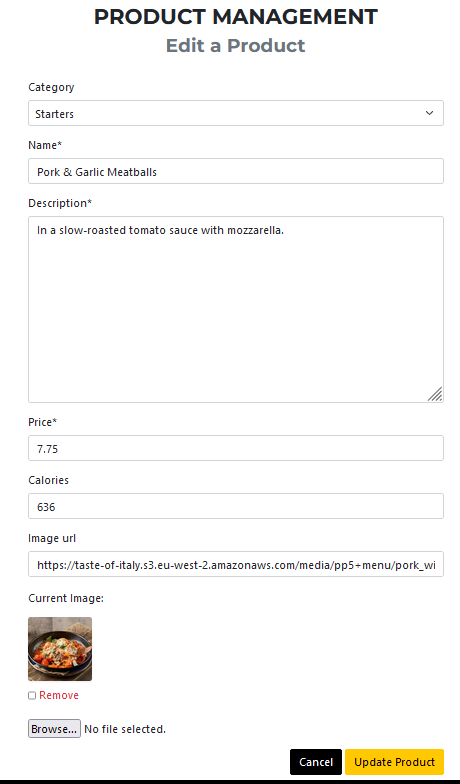 PRODUCT MANAGEMENT
Edit a Product
Category
Starters
Name*
Pork & Garlic Meatballs
Description*
In a slow-roasted tomato sauce with mozzarella.
Price*
7.75
Calories
636
Image url
https://taste-of-italy.s3.eu-west-2.amazonaws.com/media/pp5+menu/pork_wi
Current Image:
Remove
Browse... No file selected.
Cancel Update Product